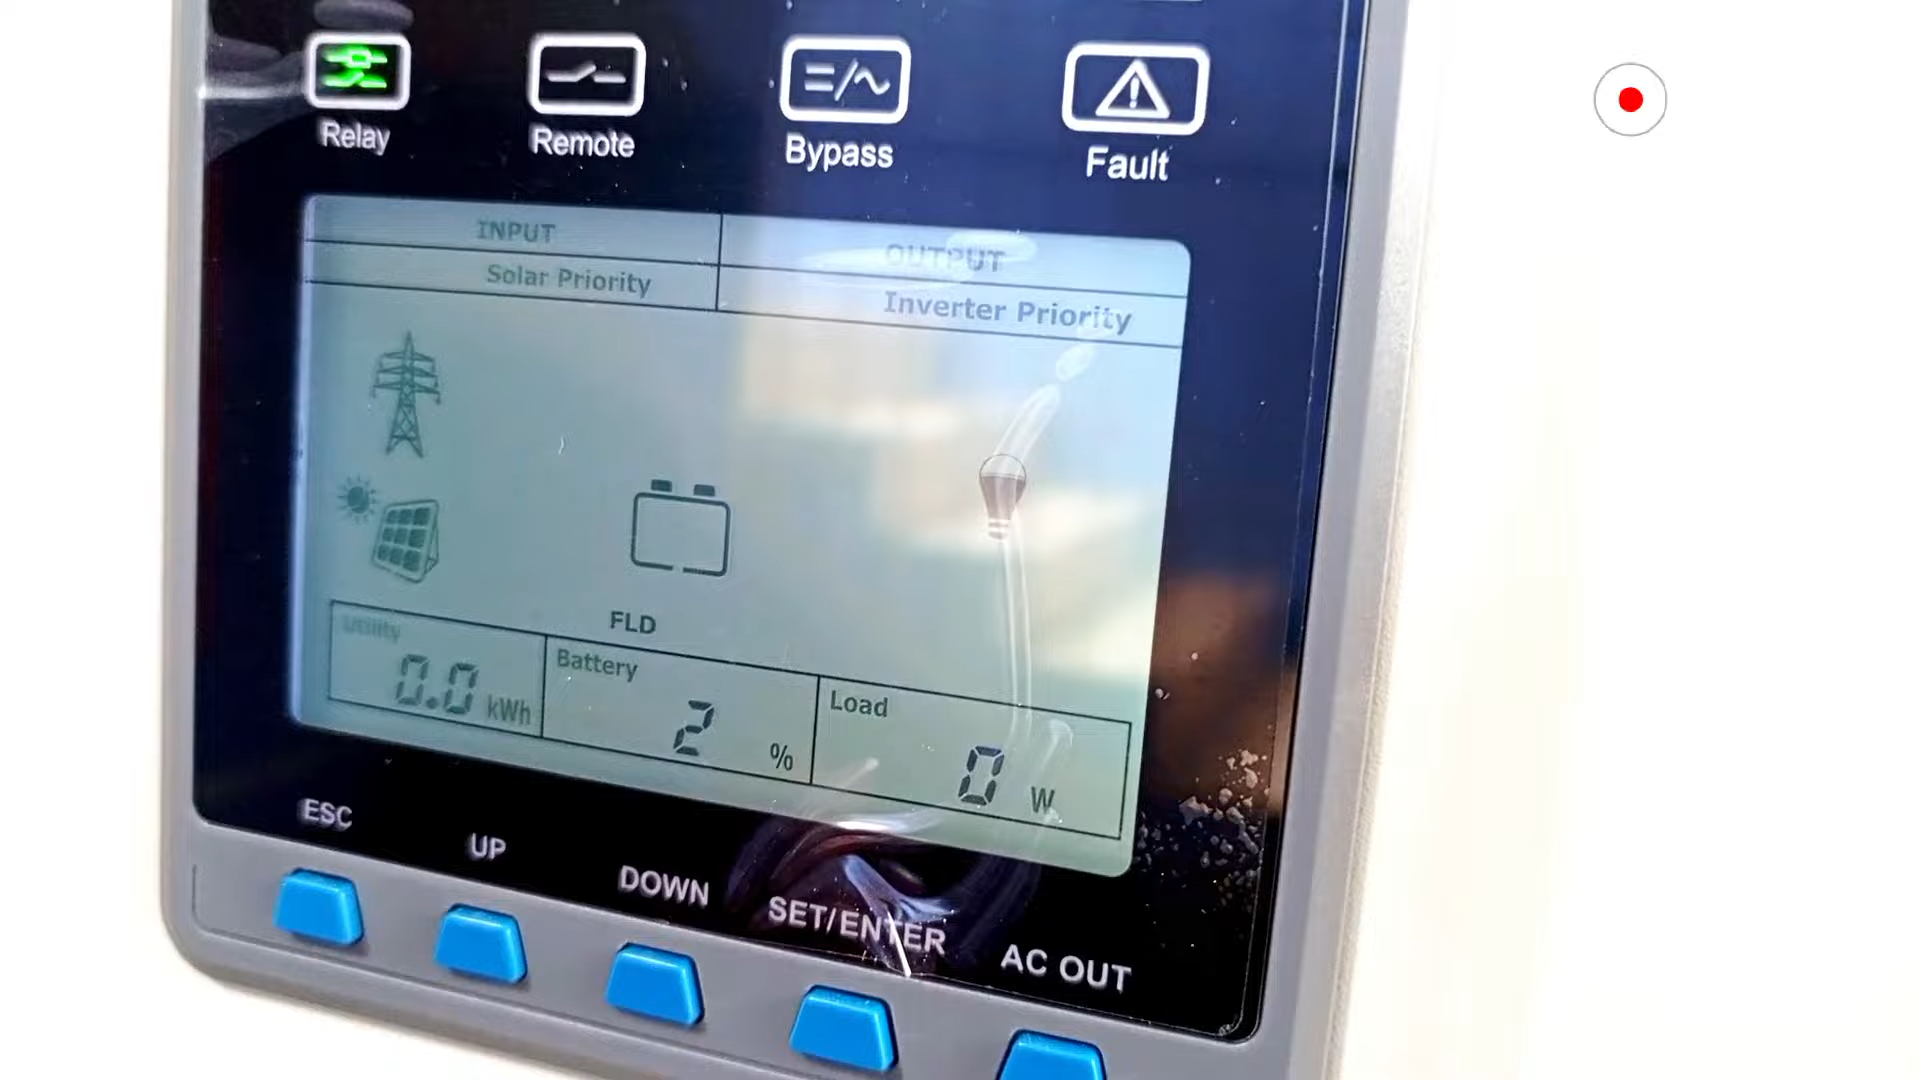 Relay
Remote
Bypass
Fault
INPUT
OUTPUT
Solar Priority
Inverter Priority
FLD
Utility
0.0 kWh
Battery
2 %
Load
0 W
ESC
UP
DOWN
SET/ENTER
AC OUT